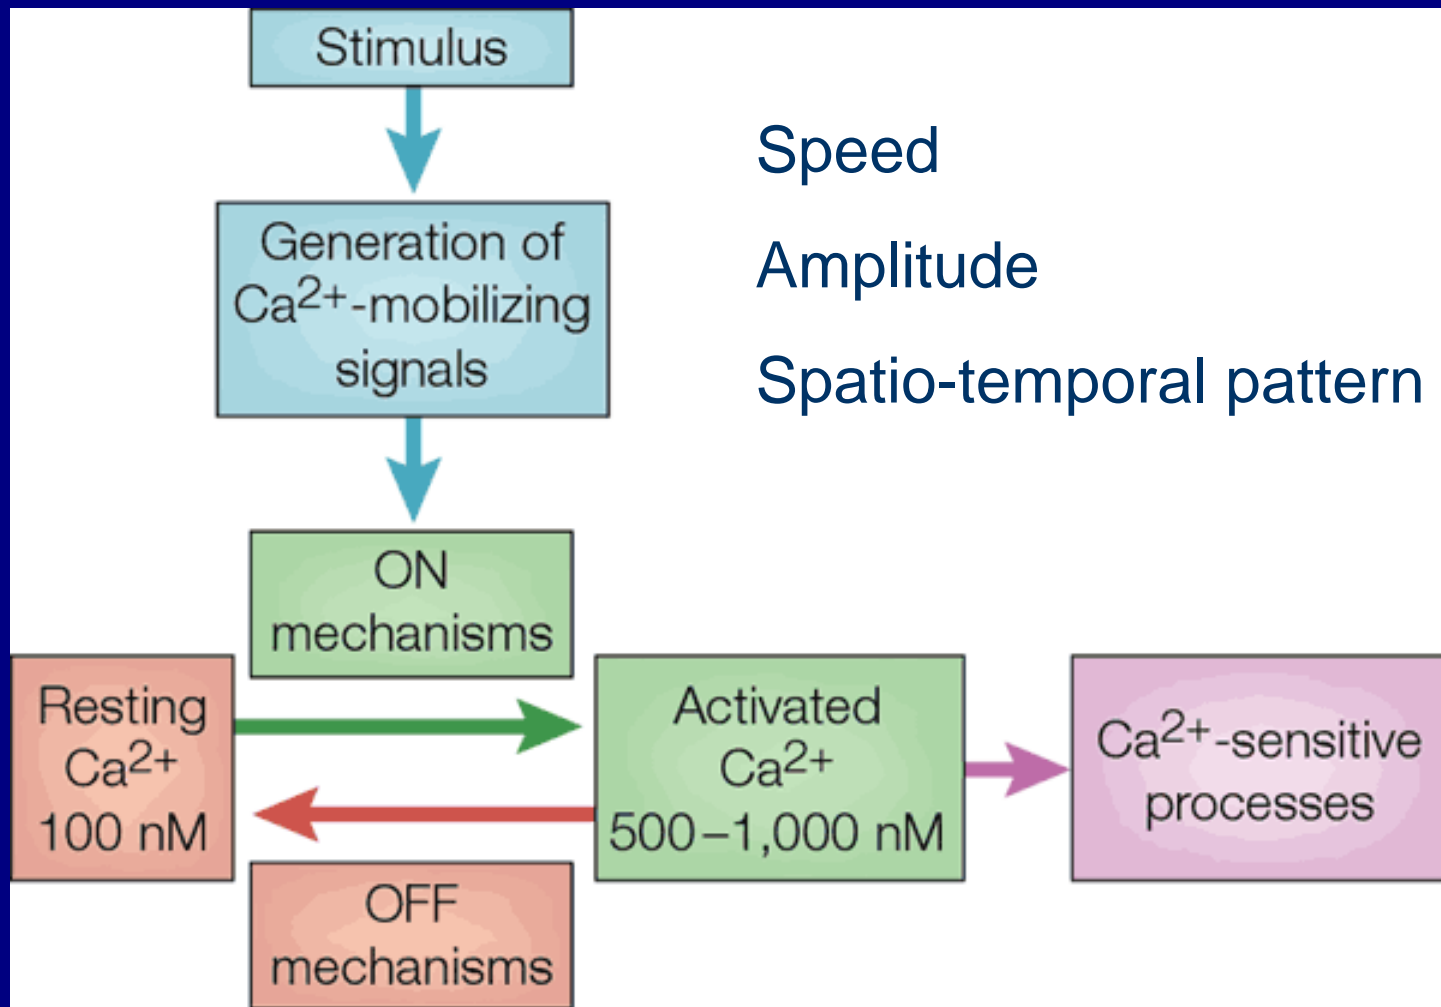 Stimulus
Speed
Generation of
Ca²⁺-mobilizing
signals
Amplitude
Spatio-temporal pattern
ON
mechanisms
Resting
Ca²⁺
100 nM
Activated
Ca²⁺
500–1,000 nM
Ca²⁺-sensitive
processes
OFF
mechanisms